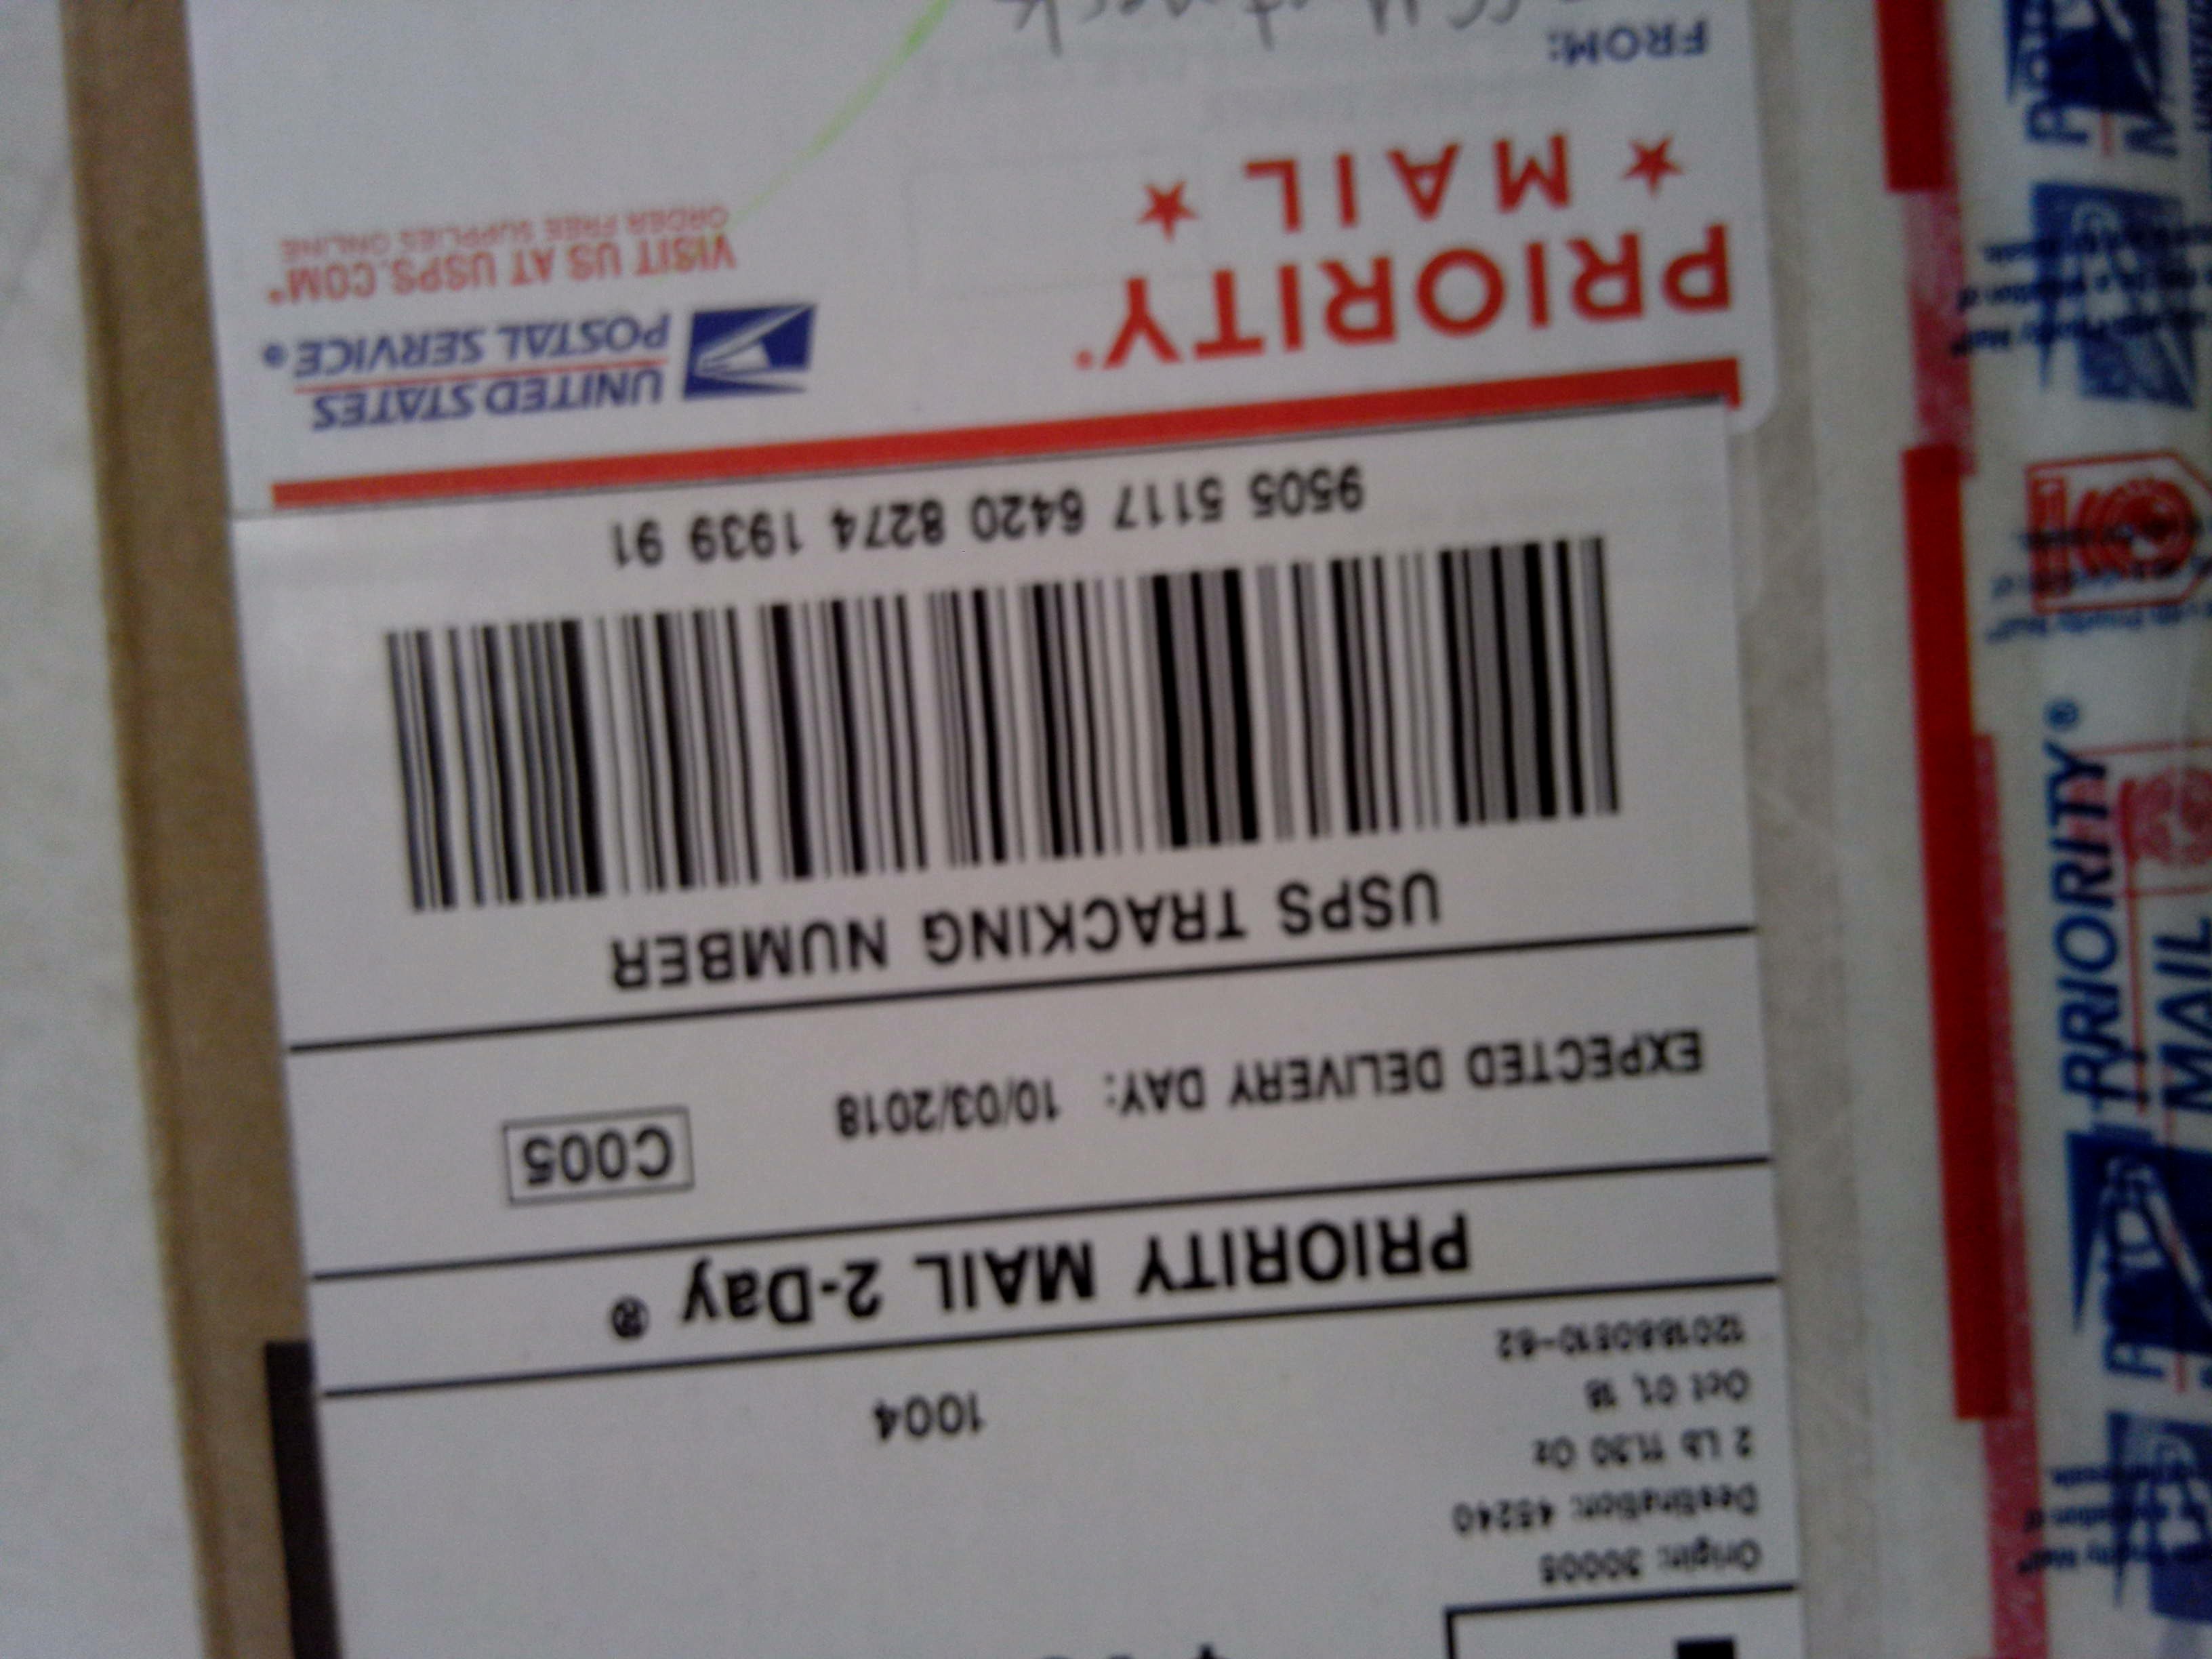 Origin: 30005
Destination: 45240
2 Lb 11.30 Oz
Oct 01, 18
1004
PRIORITY MAIL 2-Day ®
EXPECTED DELIVERY DAY: 10/03/2018
C005
USPS TRACKING NUMBER
9505 5117 6420 8274 1939 91
UNITED STATES
POSTAL SERVICE®
VISIT US AT USPS.COM®
ORDER FREE SUPPLIES ONLINE
PRIORITY®
★ MAIL ★
FROM:
PRIORITY®
MAIL